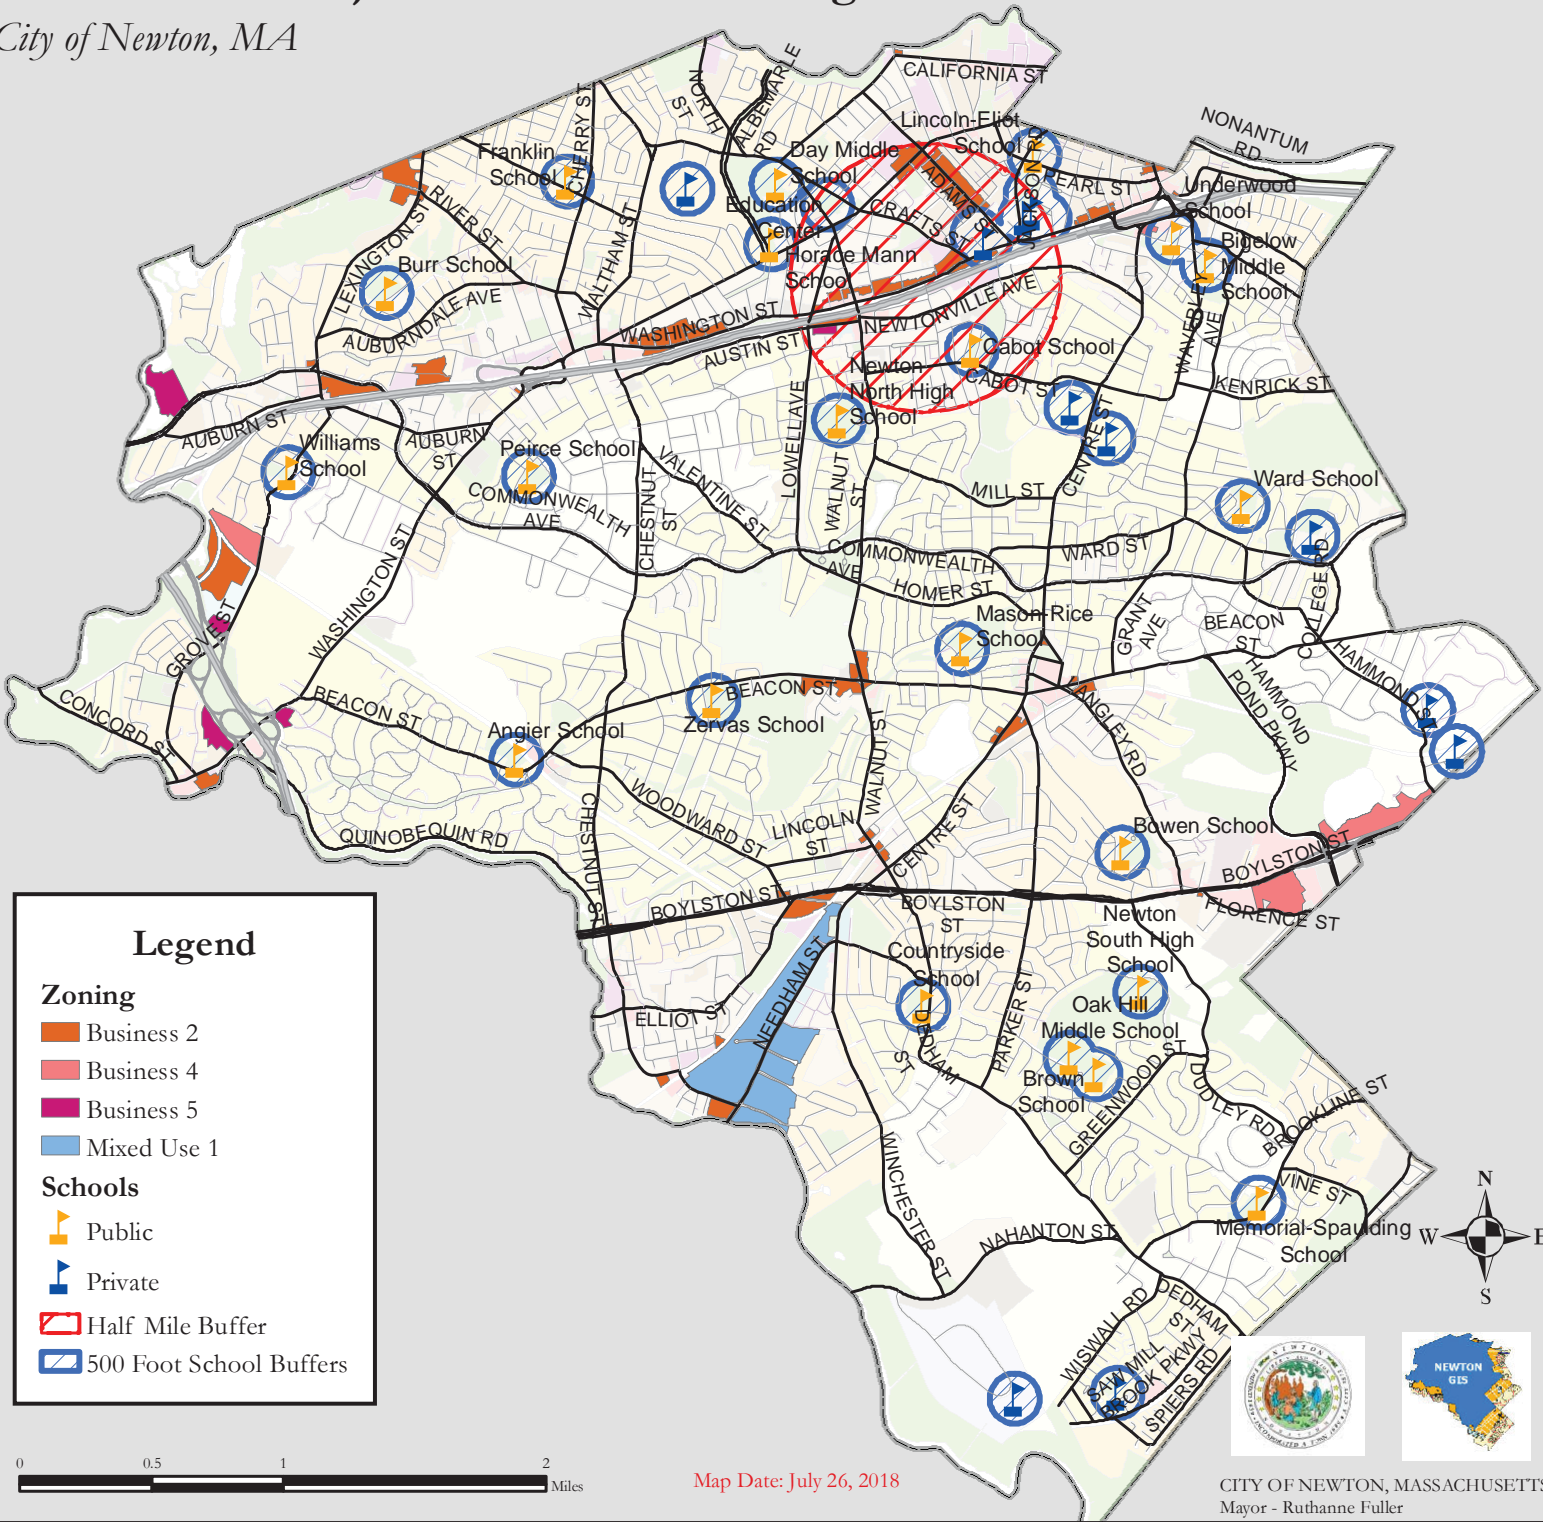 City of Newton, MA
CALIFORNIA ST
NORTH
ST
ALBEMARLE
RD
CHERRY ST
Lincoln-Eliot
School
NONANTUM
RD
Franklin
School
Day Middle
School
JACKSON RD
PEARL ST
Underwood
School
ADAMS ST
CRAFTS ST
Education
Center
Horace Mann
School
Bigelow
Middle
School
RIVER ST
LEXINGTON ST
WALTHAM ST
Burr School
AUBURNDALE AVE
WASHINGTON ST
AUSTIN ST
NEWTONVILLE AVE
WAVERLEY
AVE
Cabot School
CABOT ST
KENRICK ST
Newton
North High
School
LOWELL AVE
WALNUT
ST
CENTRE ST
AUBURN ST
Williams
School
AUBURN
ST
Peirce School
VALENTINE ST
CHESTNUT
ST
COMMONWEALTH
AVE
MILL ST
Ward School
WASHINGTON ST
COMMONWEALTH
AVE
WARD ST
HOMER ST
COLLEGE RD
Mason-Rice
School
GRANT
AVE
BEACON
ST
GROVE ST
HAMMOND ST
HAMMOND
POND PKWY
CONCORD ST
BEACON ST
BEACON ST
Zervas School
LANGLEY RD
Angier School
WALNUT ST
WOODWARD ST
LINCOLN
ST
CENTRE ST
CHESTNUT ST
QUINOBEQUIN RD
Bowen School
BOYLSTON ST
BOYLSTON ST
BOYLSTON
ST
FLORENCE ST
Newton
South High
School
Countryside
School
NEEDHAM ST
ELLIOT ST
DEDHAM
ST
PARKER ST
Oak Hill
Middle School
Brown
School
GREENWOOD ST
DUDLEY RD
BROOKLINE ST
WINCHESTER ST
VINE ST
Memorial-Spaulding
School
NAHANTON ST
WISWALL RD
DEDHAM
ST
SAW MILL
BROOK PKWY
SPIERS RD
Legend
Zoning
Business 2
Business 4
Business 5
Mixed Use 1
Schools
Public
Private
Half Mile Buffer
500 Foot School Buffers
N
W
E
S
NEWTON
GIS
0 0.5 1 2
Miles
Map Date: July 26, 2018
CITY OF NEWTON, MASSACHUSETTS
Mayor - Ruthanne Fuller